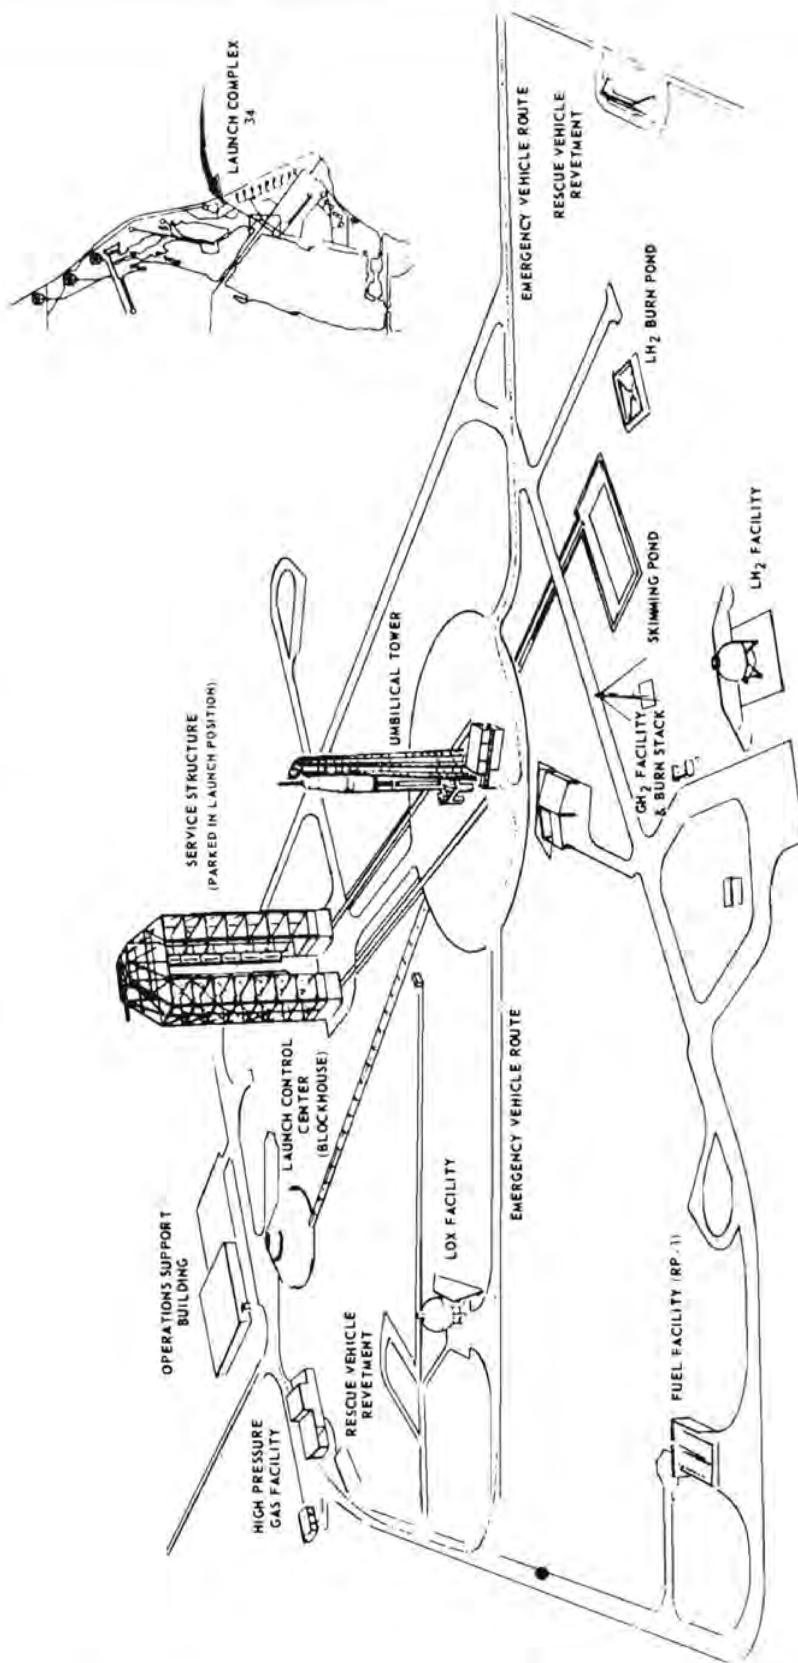 LAUNCH COMPLEX
34
OPERATIONS SUPPORT
BUILDING
SERVICE STRUCTURE
(PARKED IN LAUNCH POSITION)
HIGH PRESSURE
GAS FACILITY
LAUNCH CONTROL
CENTER
(BLOCKHOUSE)
UMBILICAL TOWER
RESCUE VEHICLE
REVETMENT
LOX FACILITY
EMERGENCY VEHICLE ROUTE
EMERGENCY VEHICLE ROUTE
RESCUE VEHICLE
REVETMENT
LH₂ BURN POND
SKIMMING POND
GH₂ FACILITY
& BURN STACK
LH₂ FACILITY
FUEL FACILITY (RP-1)